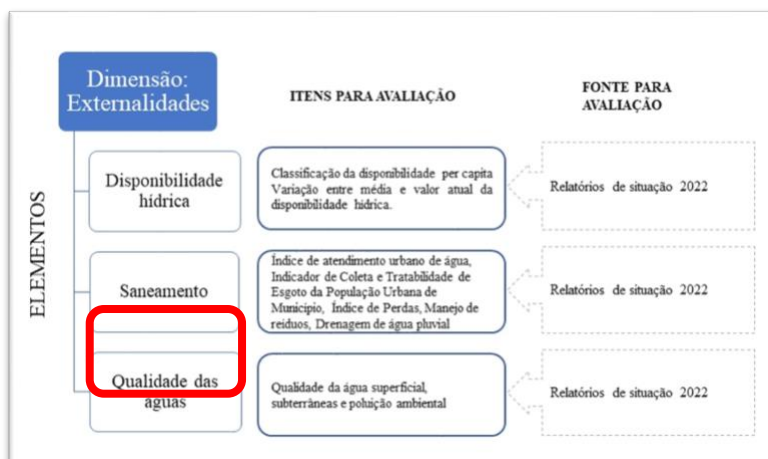 Dimensão:
Externalidades
ITENS PARA AVALIAÇÃO
FONTE PARA
AVALIAÇÃO
ELEMENTOS
Disponibilidade
hídrica
Classificação da disponibilidade per capita
Variação entre média e valor atual da
disponibilidade hídrica.
Relatórios de situação 2022
Saneamento
Índice de atendimento urbano de água,
Indicador de Coleta e Tratabilidade de
Esgoto da População Urbana de
Município, Índice de Perdas, Manejo de
reíduos, Drenagem de água pluvial
Relatórios de situação 2022
Qualidade das
águas
Qualidade da água superficial,
subterrâneas e poluição ambiental
Relatórios de situação 2022